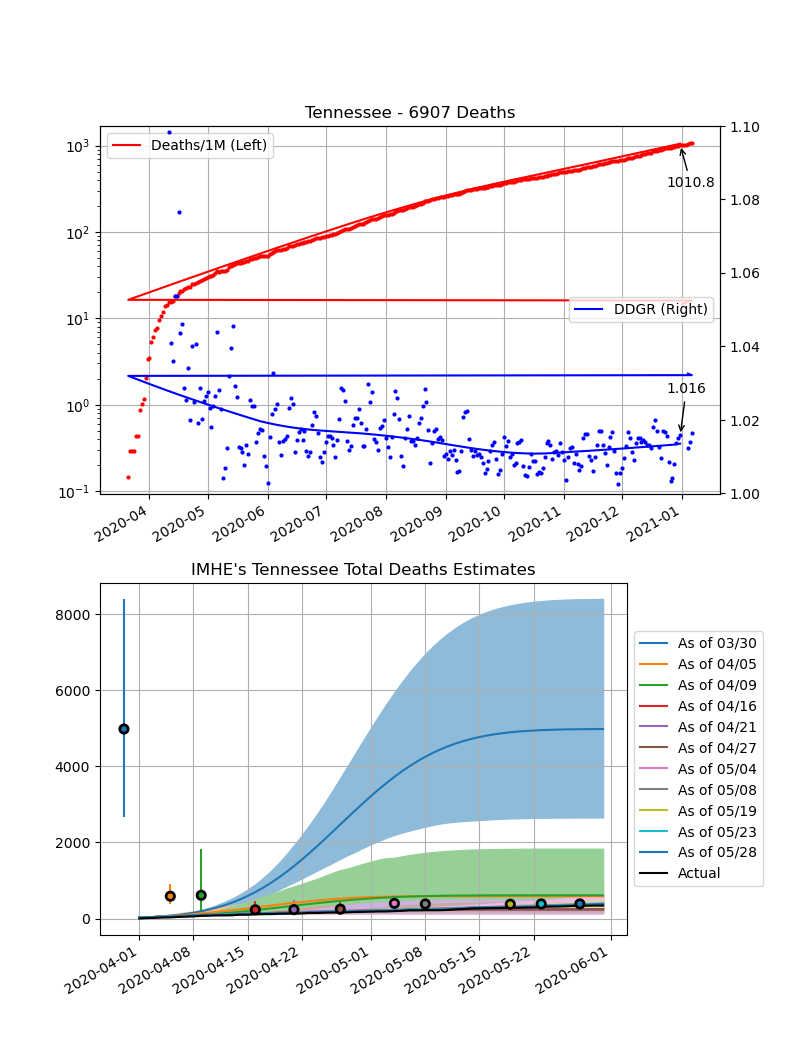 Tennessee - 6907 Deaths
Deaths/1M (Left)
DDGR (Right)
1010.8
1.016
10³
10²
10¹
10⁰
10⁻¹
1.10
1.08
1.06
1.04
1.02
1.00
2020-04
2020-05
2020-06
2020-07
2020-08
2020-09
2020-10
2020-11
2020-12
2021-01
IMHE's Tennessee Total Deaths Estimates
8000
6000
4000
2000
0
2020-04-01
2020-04-08
2020-04-15
2020-04-22
2020-05-01
2020-05-08
2020-05-15
2020-05-22
2020-06-01
As of 03/30
As of 04/05
As of 04/09
As of 04/16
As of 04/21
As of 04/27
As of 05/04
As of 05/08
As of 05/19
As of 05/23
As of 05/28
Actual